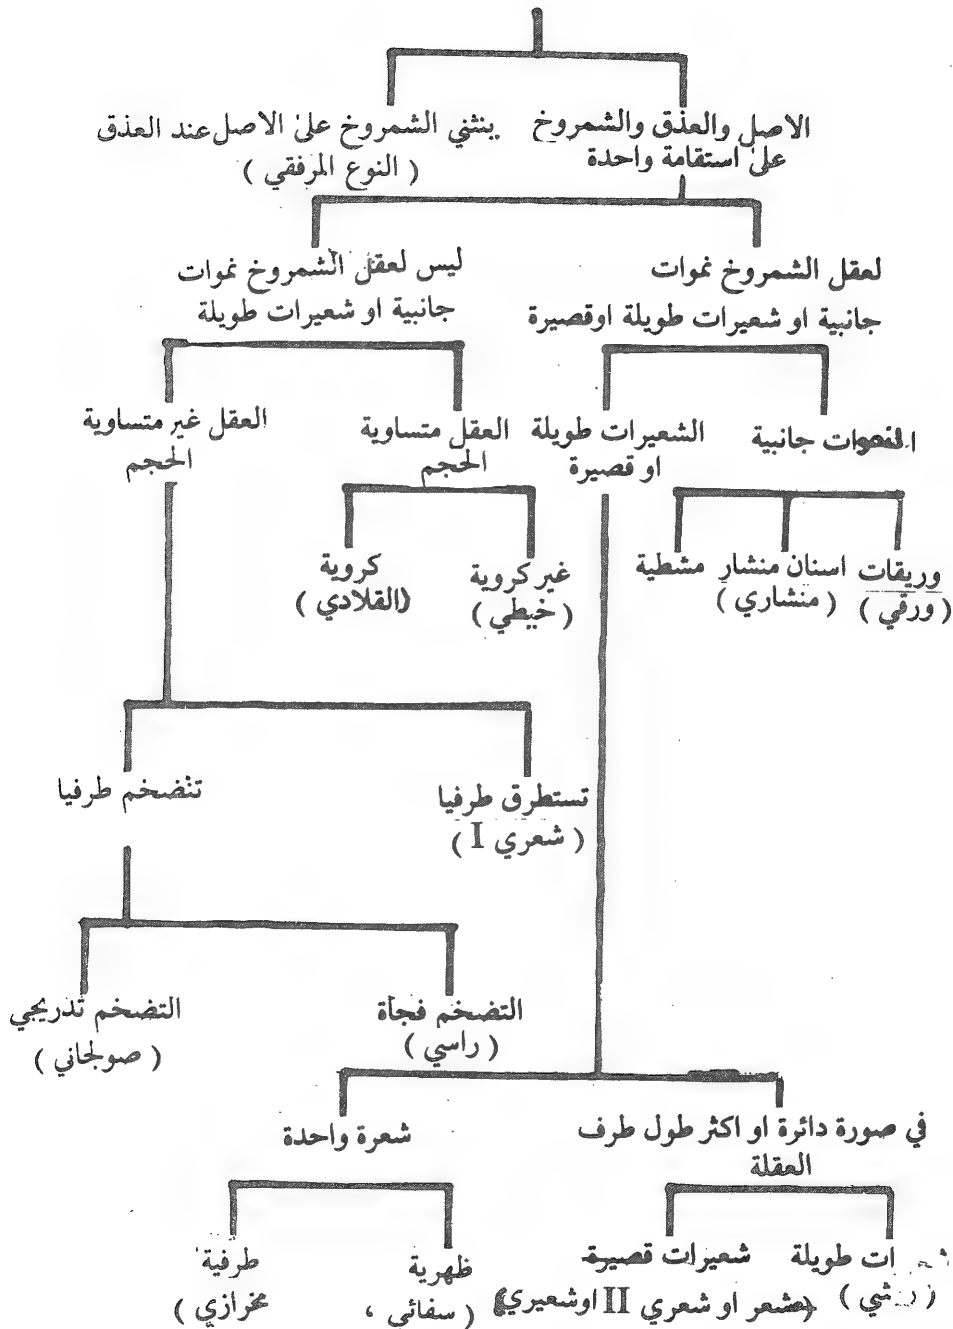 الاصل والعذق والشمروخ
على استقامة واحدة
ينثني الشمروخ على الاصل عند العذق
( النوع المرفقي )
لعقل الشمروخ نموات
جانبية او شعيرات طويلة اوقصيرة
ليس لعقل الشمروخ نموات
جانبية او شعيرات طويلة
النموات جانبية
الشعيرات طويلة
او قصيرة
العقل متساوية
الحجم
العقل غير متساوية
الحجم
وريقات
( ورقي )
اسنان منشار
( منشاري )
مشطية
غير كروية
( خيطي )
كروية
( القلادي )
تستطرق طرفيا
( شعري I )
تتضخم طرفيا
التضخم فجأة
( راسي )
التضخم تدريجي
( صولجاني )
في صورة دائرة او اكثر طول طرف
العقلة
شعرة واحدة
طويلة
شعيرات قصيرة
او شعري II اوشعيري
ظهرية
( سفائي ،
طرفية
مخرازي )